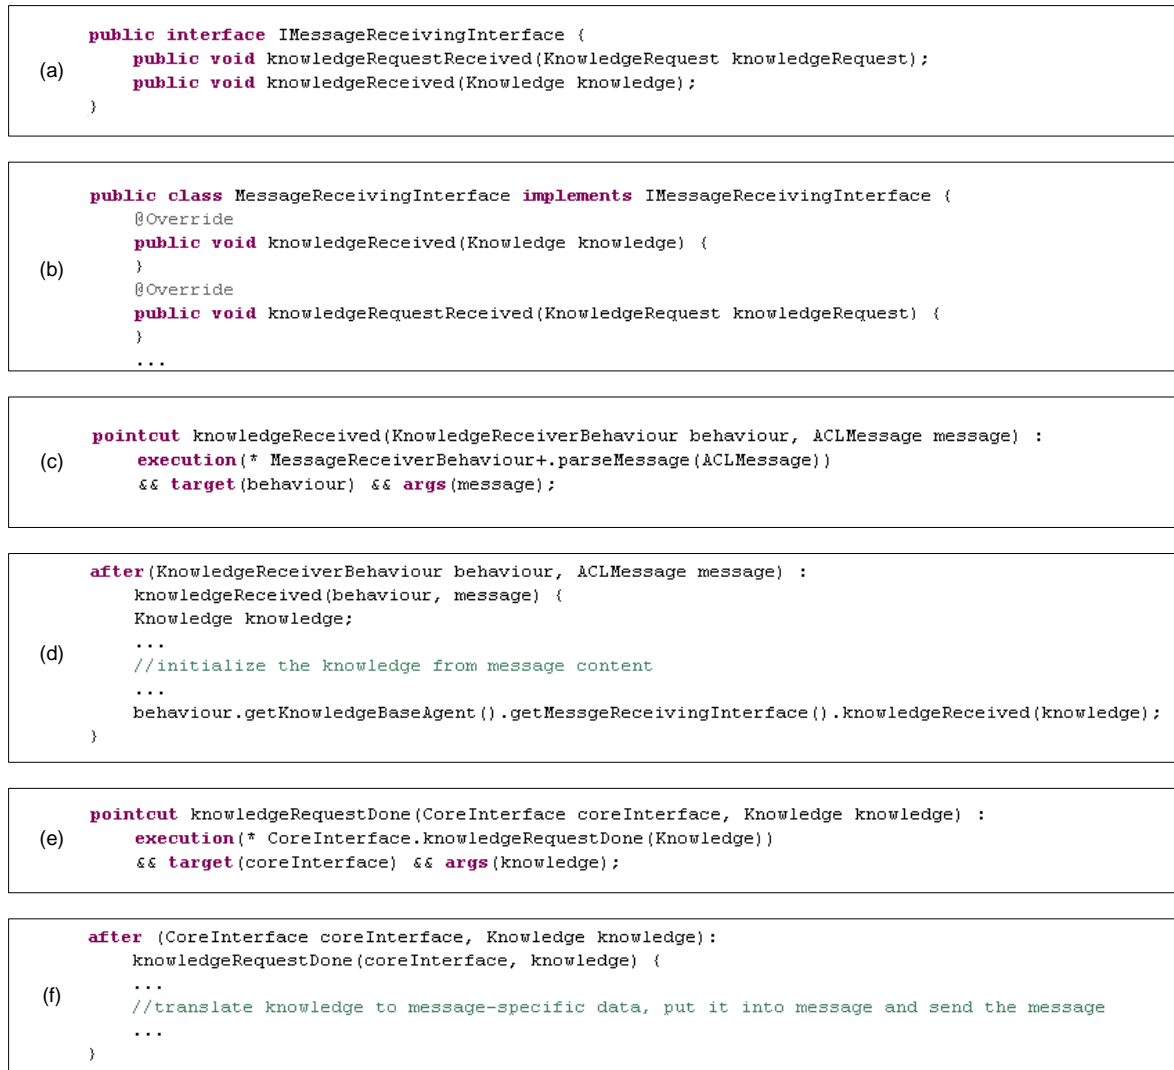 public interface IMessageReceivingInterface {
(a)
public void knowledgeRequestReceived(KnowledgeRequest knowledgeRequest);
public void knowledgeReceived(Knowledge knowledge);
}
public class MessageReceivingInterface implements IMessageReceivingInterface {
@Override
public void knowledgeReceived(Knowledge knowledge) {
(b)
}
@Override
public void knowledgeRequestReceived(KnowledgeRequest knowledgeRequest) {
}
...
pointcut knowledgeReceived(KnowledgeReceiverBehaviour behaviour, ACLMessage message) :
(c)
execution(* MessageReceiverBehaviour+.parseMessage(ACLMessage))
&& target(behaviour) && args(message);
after(KnowledgeReceiverBehaviour behaviour, ACLMessage message) :
knowledgeReceived(behaviour, message) {
Knowledge knowledge;
...
(d)
//initialize the knowledge from message content
...
behaviour.getKnowledgeBaseAgent().getMessgeReceivingInterface().knowledgeReceived(knowledge);
}
pointcut knowledgeRequestDone(CoreInterface coreInterface, Knowledge knowledge) :
(e)
execution(* CoreInterface.knowledgeRequestDone(Knowledge))
&& target(coreInterface) && args(knowledge);
after (CoreInterface coreInterface, Knowledge knowledge):
knowledgeRequestDone(coreInterface, knowledge) {
...
(f)
//translate knowledge to message-specific data, put it into message and send the message
...
}